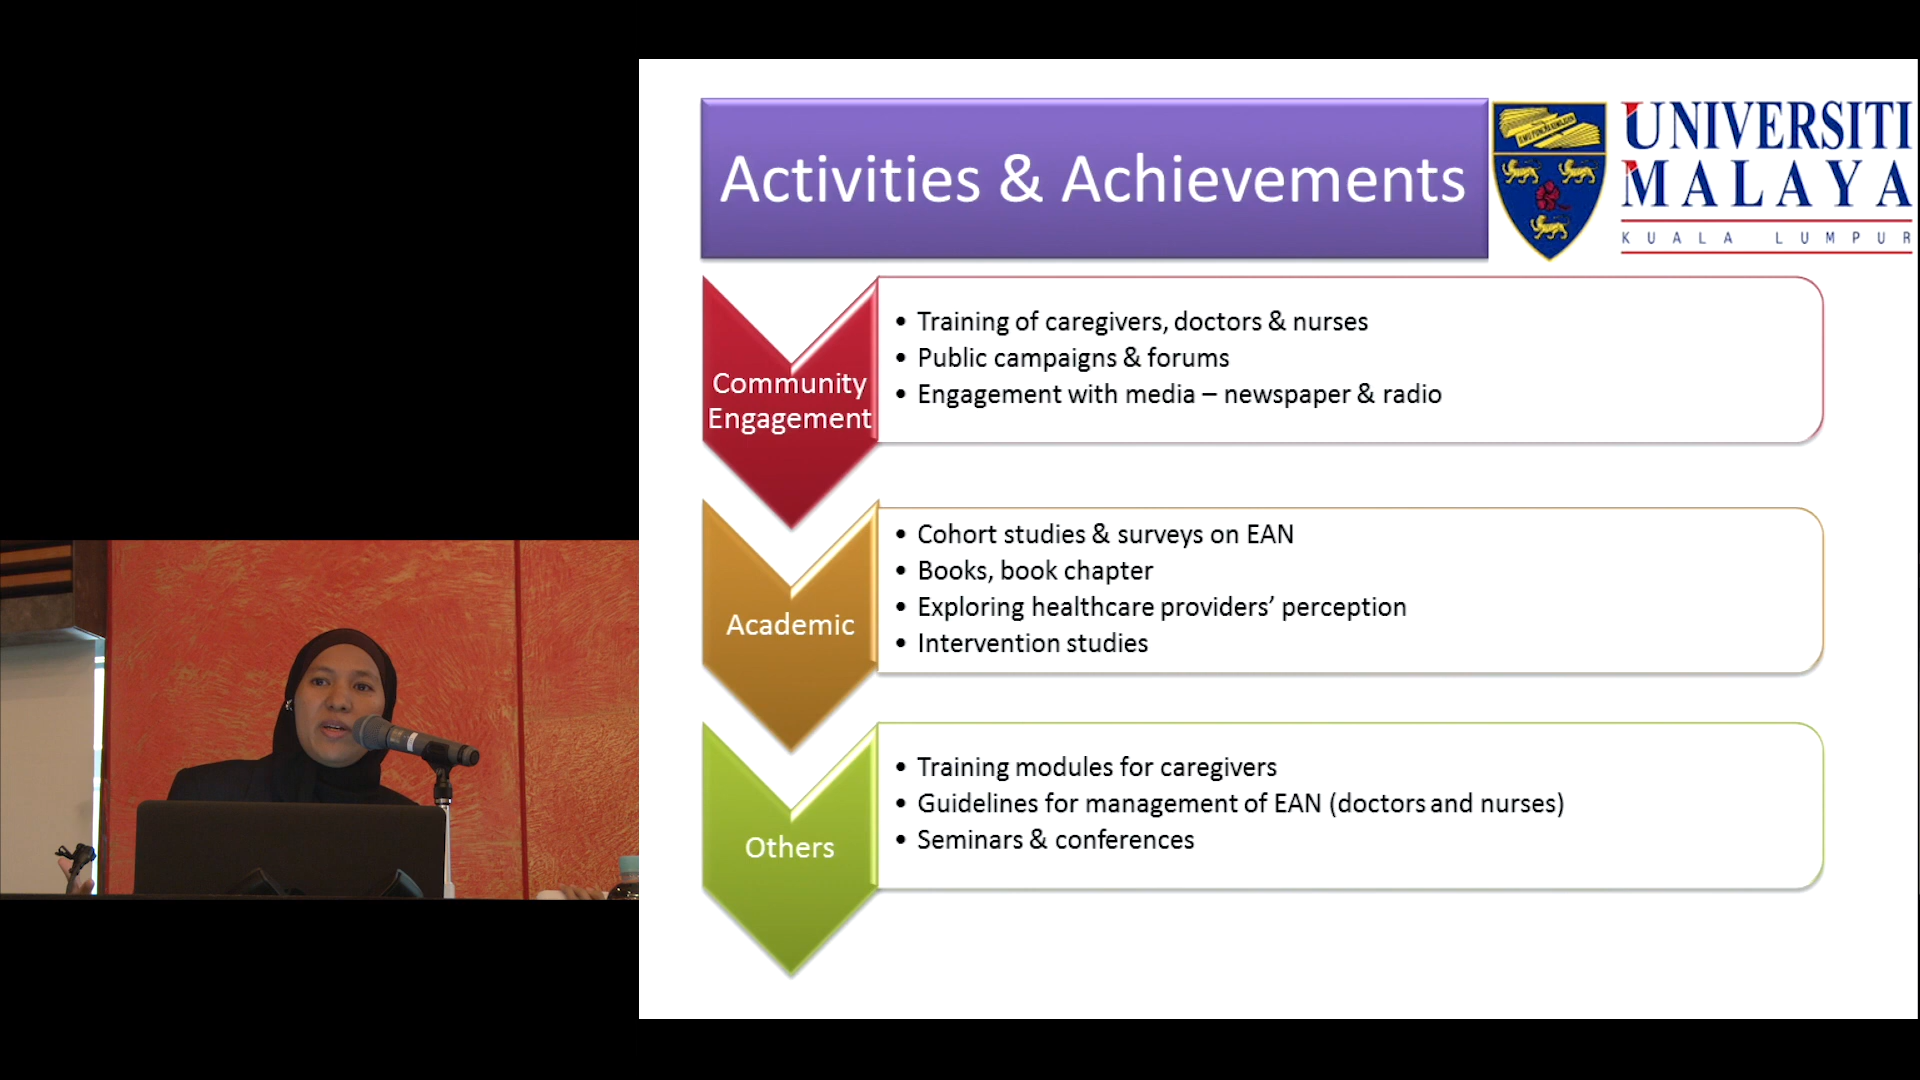 Activities & Achievements
UNIVERSITI
MALAYA
KUALA LUMPUR
Community
Engagement
• Training of caregivers, doctors & nurses
• Public campaigns & forums
• Engagement with media – newspaper & radio
Academic
• Cohort studies & surveys on EAN
• Books, book chapter
• Exploring healthcare providers’ perception
• Intervention studies
Others
• Training modules for caregivers
• Guidelines for management of EAN (doctors and nurses)
• Seminars & conferences